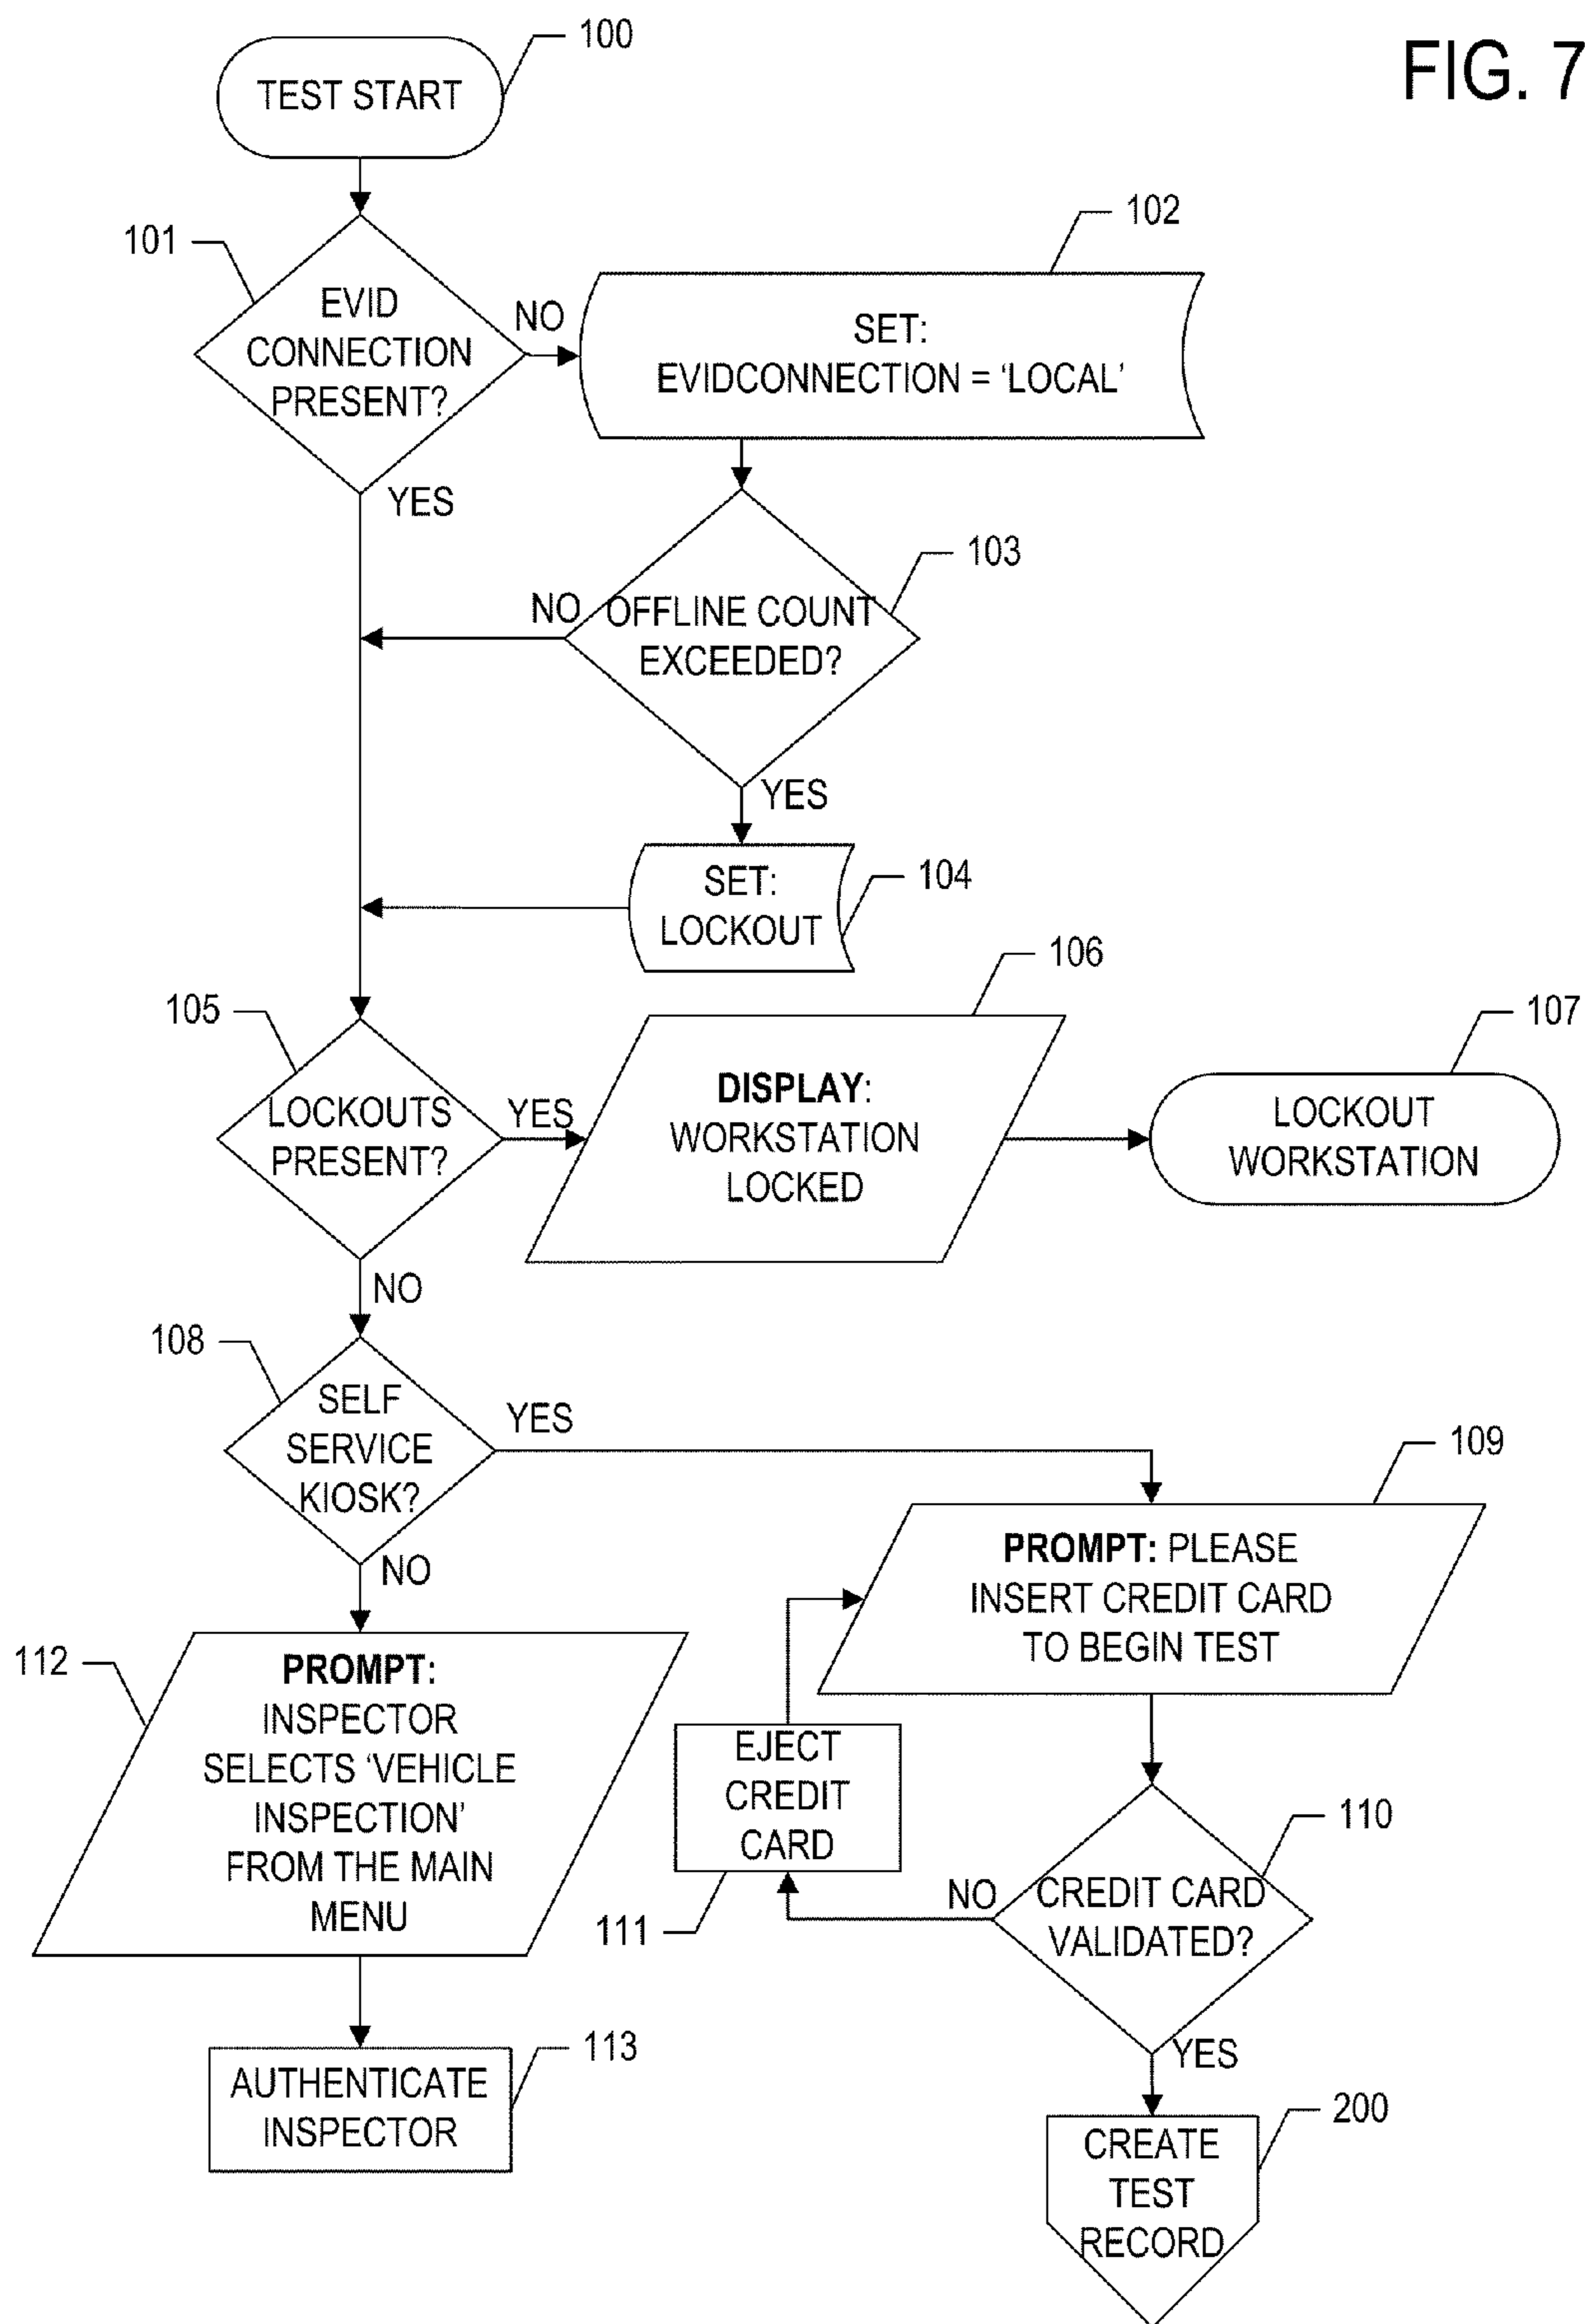 FIG. 7
100
TEST START
101
EVID
CONNECTION
PRESENT?
NO
YES
102
SET:
EVIDCONNECTION = ‘LOCAL’
103
NO
OFFLINE COUNT
EXCEEDED?
YES
SET:
LOCKOUT
104
105
LOCKOUTS
PRESENT?
YES
NO
106
DISPLAY:
WORKSTATION
LOCKED
107
LOCKOUT
WORKSTATION
108
SELF
SERVICE
KIOSK?
YES
NO
109
PROMPT: PLEASE
INSERT CREDIT CARD
TO BEGIN TEST
112
PROMPT:
INSPECTOR
SELECTS ‘VEHICLE
INSPECTION’
FROM THE MAIN
MENU
EJECT
CREDIT
CARD
111
110
NO
CREDIT CARD
VALIDATED?
YES
113
AUTHENTICATE
INSPECTOR
200
CREATE
TEST
RECORD